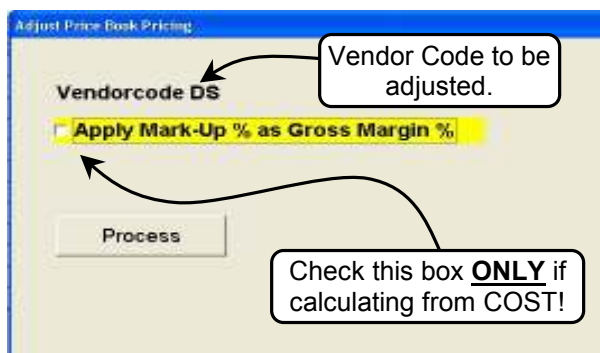 Adjust Price Book Pricing
Vendor Code to be
adjusted.
Vendorcode DS
Apply Mark-Up % as Gross Margin %
Process
Check this box ONLY if
calculating from COST!